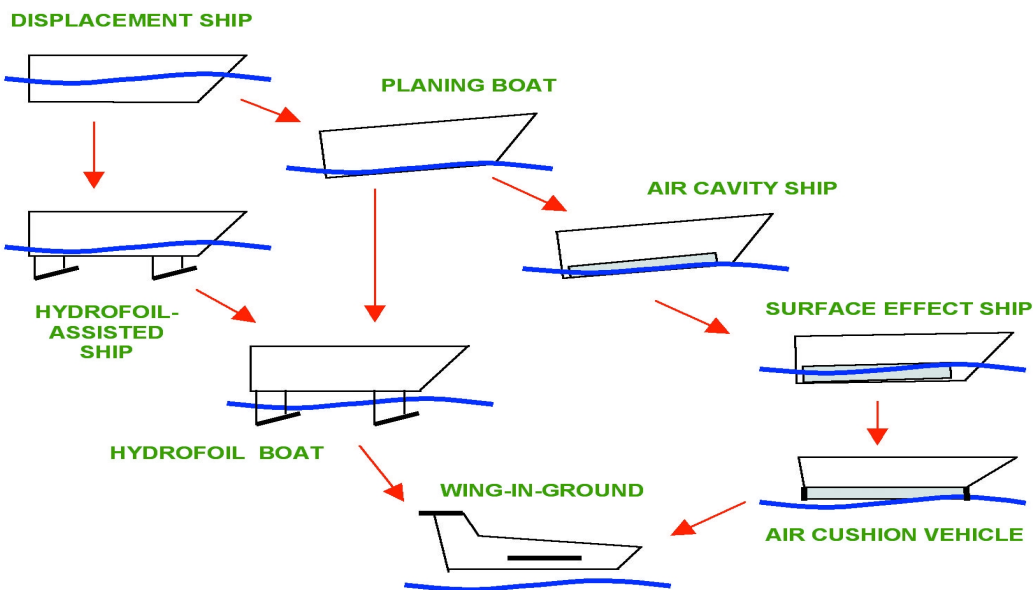 DISPLACEMENT SHIP
PLANING BOAT
AIR CAVITY SHIP
HYDROFOIL-
ASSISTED
SHIP
SURFACE EFFECT SHIP
HYDROFOIL BOAT
WING-IN-GROUND
AIR CUSHION VEHICLE